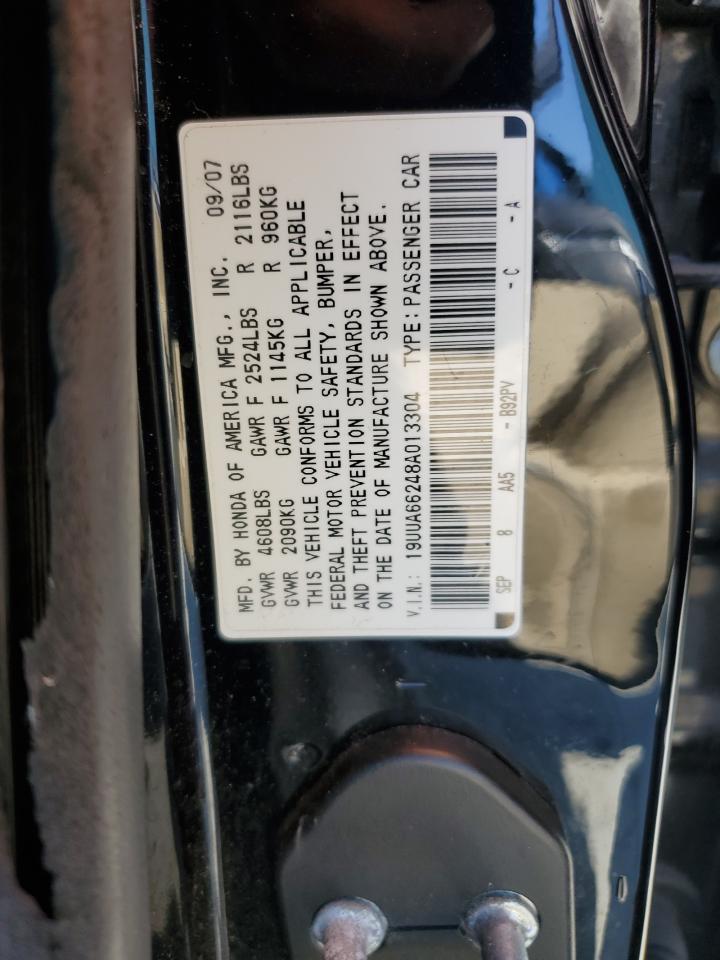 MFD. BY HONDA OF AMERICA MFG., INC. 09/07
GVWR 4608LBS GAWR F 2524LBS R 2116LBS
GVWR 2090KG GAWR F 1145KG R 960KG
THIS VEHICLE CONFORMS TO ALL APPLICABLE
FEDERAL MOTOR VEHICLE SAFETY, BUMPER,
AND THEFT PREVENTION STANDARDS IN EFFECT
ON THE DATE OF MANUFACTURE SHOWN ABOVE.
V.I.N.: 19UUA66248A013304 TYPE: PASSENGER CAR
SEP 8 AA5 - B92PV - C - A